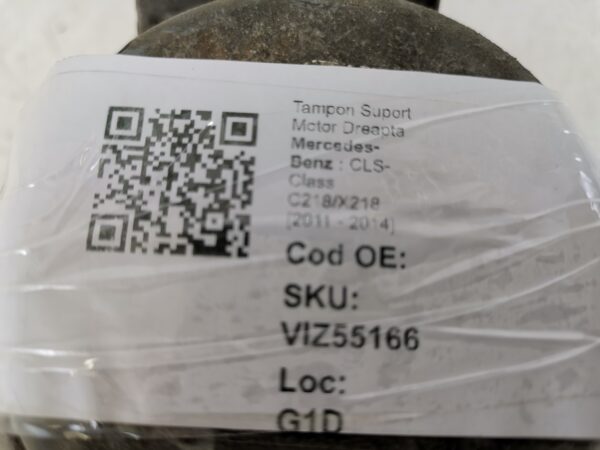 Tampon Suport
Motor Dreapta
Mercedes-
Benz : CLS-
Class
C218/X218
[2011 - 2014]
Cod OE:
SKU:
VIZ55166
Loc:
G1D